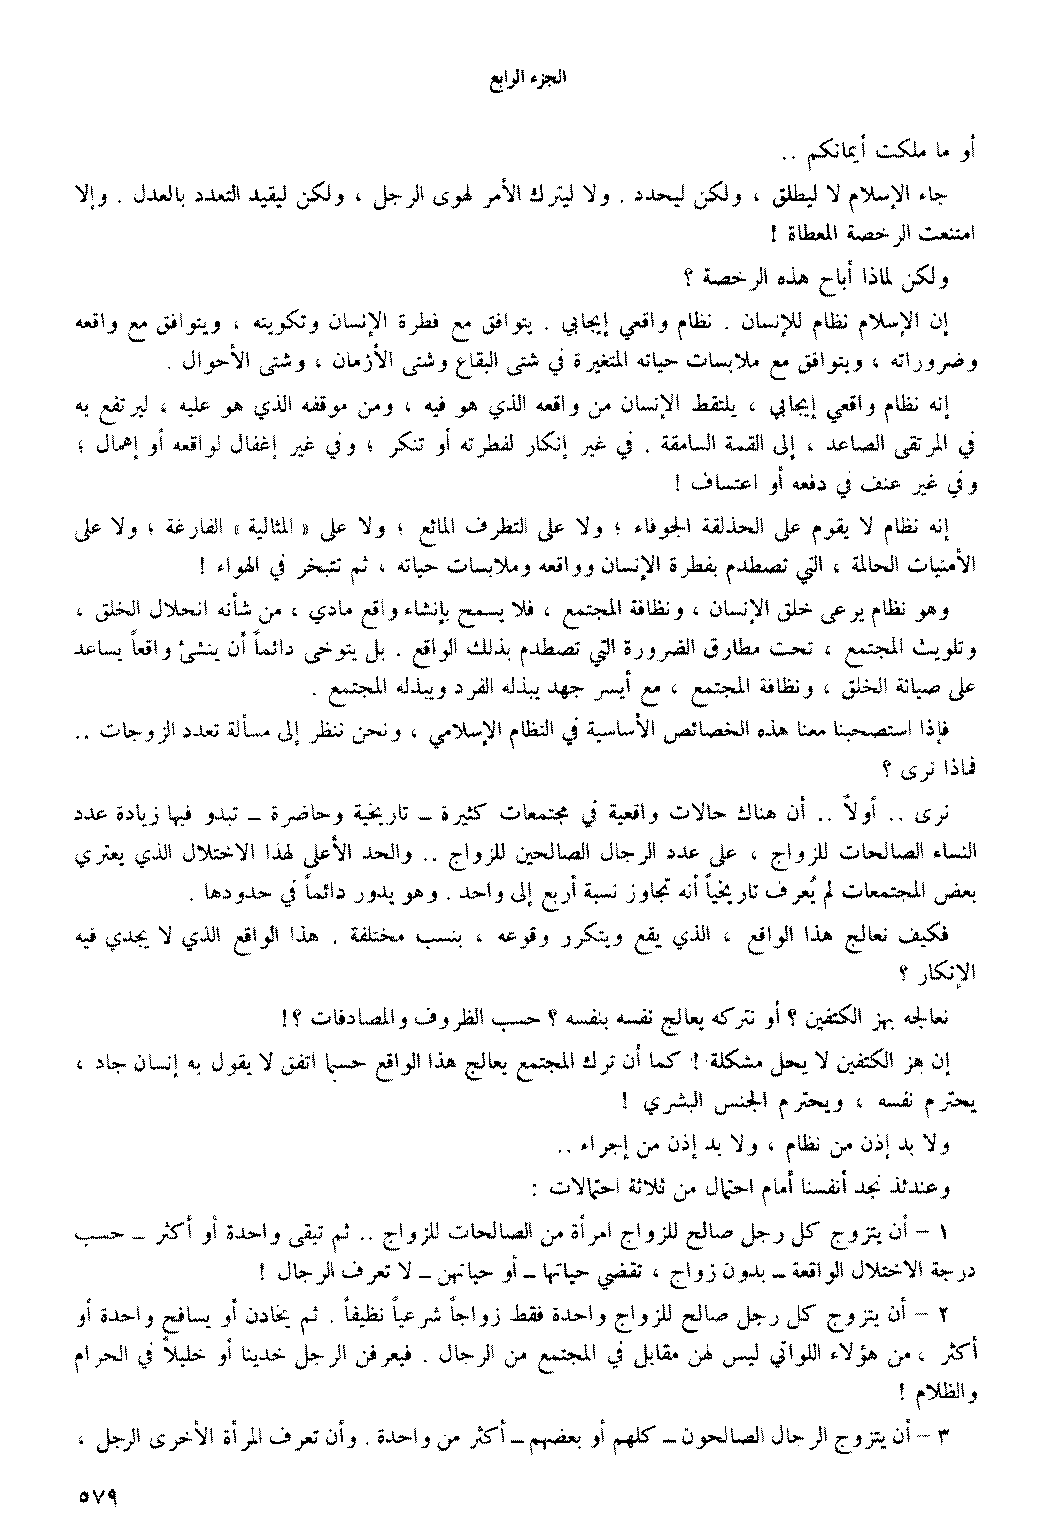 الجزء الرابع
أو ما ملكت أيمانكم ..
جاء الإسلام لا ليطلق ، ولكن ليحدد . ولا ليترك الأمر لهوى الرجل ، ولكن ليقيد التعدد بالعدل . وإلا
امتنعت الرخصة المعطاة !
ولكن لماذا أباح هذه الرخصة ؟
إن الإسلام نظام للإنسان . نظام واقعي إيجابي . يتوافق مع فطرة الإنسان وتكوينه ، ويتوافق مع واقعه
وضروراته ، ويتوافق مع ملابسات حياته المتغيرة في شتى البقاع وشتى الأزمان ، وشتى الأحوال .
إنه نظام واقعي إيجابي ، يلتقط الإنسان من واقعه الذي هو فيه ، ومن موقفه الذي هو عليه ، ليرتفع به
في المرتقى الصاعد ، إلى القمة السامقة . في غير إنكار لفطرته أو تنكر ؛ وفي غير إغفال لواقعه أو إهمال ؛
وفي غير عنف في دفعه أو اعتساف !
إنه نظام لا يقوم على الحذلقة الجوفاء ؛ ولا على التظرف المائع ؛ ولا على « المثالية » الفارغة ؛ ولا على
الأمنيات الحالمة ، التي تصطدم بفطرة الإنسان وواقعه وملابسات حياته ، ثم تتبخر في الهواء !
وهو نظام يرعى خلق الإنسان ، ونظافة المجتمع ، فلا يسمح بإنشاء واقع مادي ، من شأنه انحلال الخلق ،
وتلويث المجتمع ، تحت مطارق الضرورة التي تصطدم بذلك الواقع . بل يتوخى دائماً أن ينشئ واقعاً يساعد
على صيانة الخلق ، ونظافة المجتمع ، مع أيسر جهد يبذله الفرد ويبذله المجتمع .
فإذا استصحبنا معنا هذه الخصائص الأساسية في النظام الإسلامي ، ونحن ننظر إلى مسألة تعدد الزوجات ..
فماذا نرى ؟
نرى .. أولاً .. أن هناك حالات واقعية في مجتمعات كثيرة – تاريخية وحاضرة – تبدو فيها زيادة عدد
النساء الصالحات للزواج ، على عدد الرجال الصالحين للزواج .. والحد الأعلى لهذا الاختلال الذي يعتري
بعض المجتمعات لم يُعرف تاريخياً أنه تجاوز نسبة أربع إلى واحد . وهو يدور دائماً في حدودها .
فكيف نعالج هذا الواقع ، الذي يقع ويتكرر وقوعه ، بنسب مختلفة . هذا الواقع الذي لا يجدي فيه
الإنكار ؟
نعالجه بهز الكتفين ؟ أو نتركه يعالج نفسه بنفسه ؟ حسب الظروف والمصادفات ؟!
إن هز الكتفين لا يحل مشكلة ! كما أن ترك المجتمع يعالج هذا الواقع حسبما اتفق لا يقول به إنسان جاد ،
يحترم نفسه ، ويحترم الجنس البشري !
ولا بد إذن من نظام ، ولا بد إذن من إجراء ..
وعندئذ نجد أنفسنا أمام احتمال من ثلاثة احتمالات :
١ – أن يتزوج كل رجل صالح للزواج امرأة من الصالحات للزواج .. ثم تبقى واحدة أو أكثر – حسب
درجة الاختلال الواقعة – بدون زواج ، تقضي حياتها – أو حياتهن – لا تعرف الرجال !
٢ – أن يتزوج كل رجل صالح للزواج واحدة فقط زواجاً شرعياً نظيفاً . ثم يخادن أو يسافح واحدة أو
أكثر ، من هؤلاء اللواتي ليس لهن مقابل في المجتمع من الرجال . فيعرفن الرجل خدينا أو خليلاً في الحرام
والظلام !
٣ – أن يتزوج الرجال الصالحون – كلهم أو بعضهم – أكثر من واحدة . وأن تعرف المرأة الأخرى الرجل ،
٥٧٩